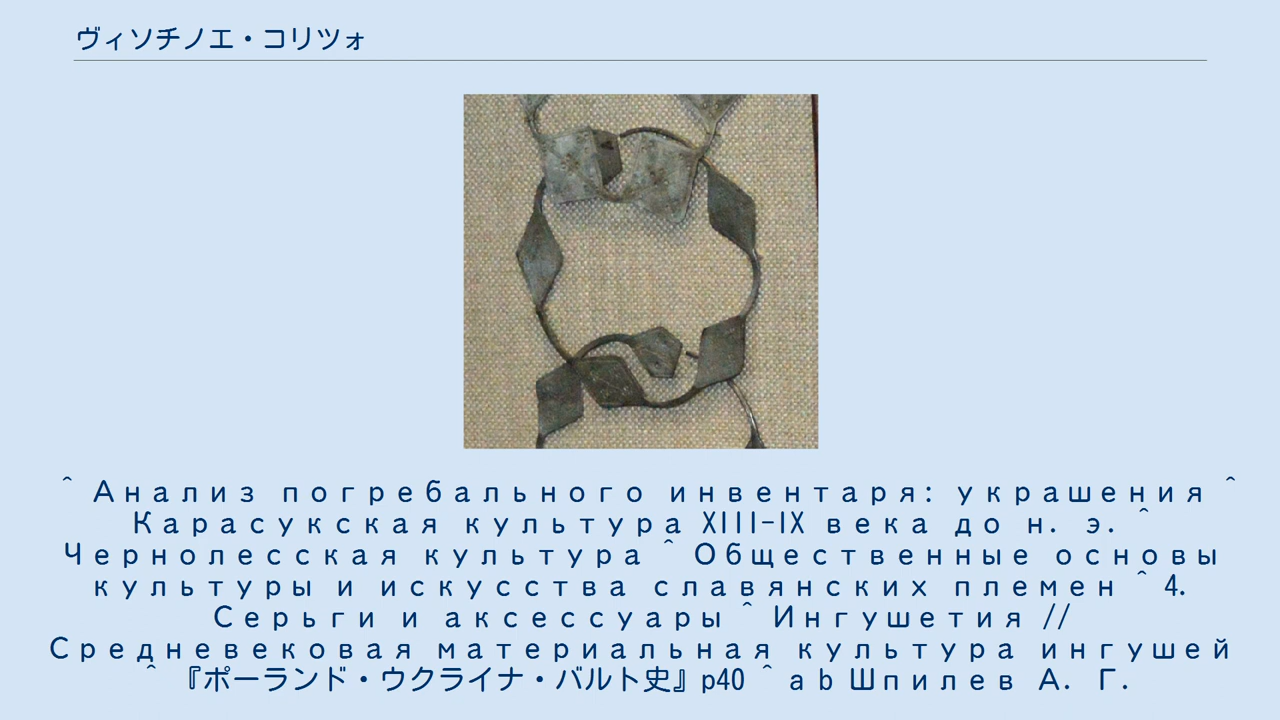 ヴィソチノエ・コリツォ
^ Анализ погребального инвентаря: украшения ^
Карасукская культура XIII-IX века до н. э. ^
Чернолесская культура ^ Общественные основы
культуры и искусства славянских племен ^ 4.
Серьги и аксессуары ^ Ингушетия //
Средневековая материальная культура ингушей
^ 『ポーランド・ウクライナ・バルト史』p40 ^ a b Шпилев А. Г.